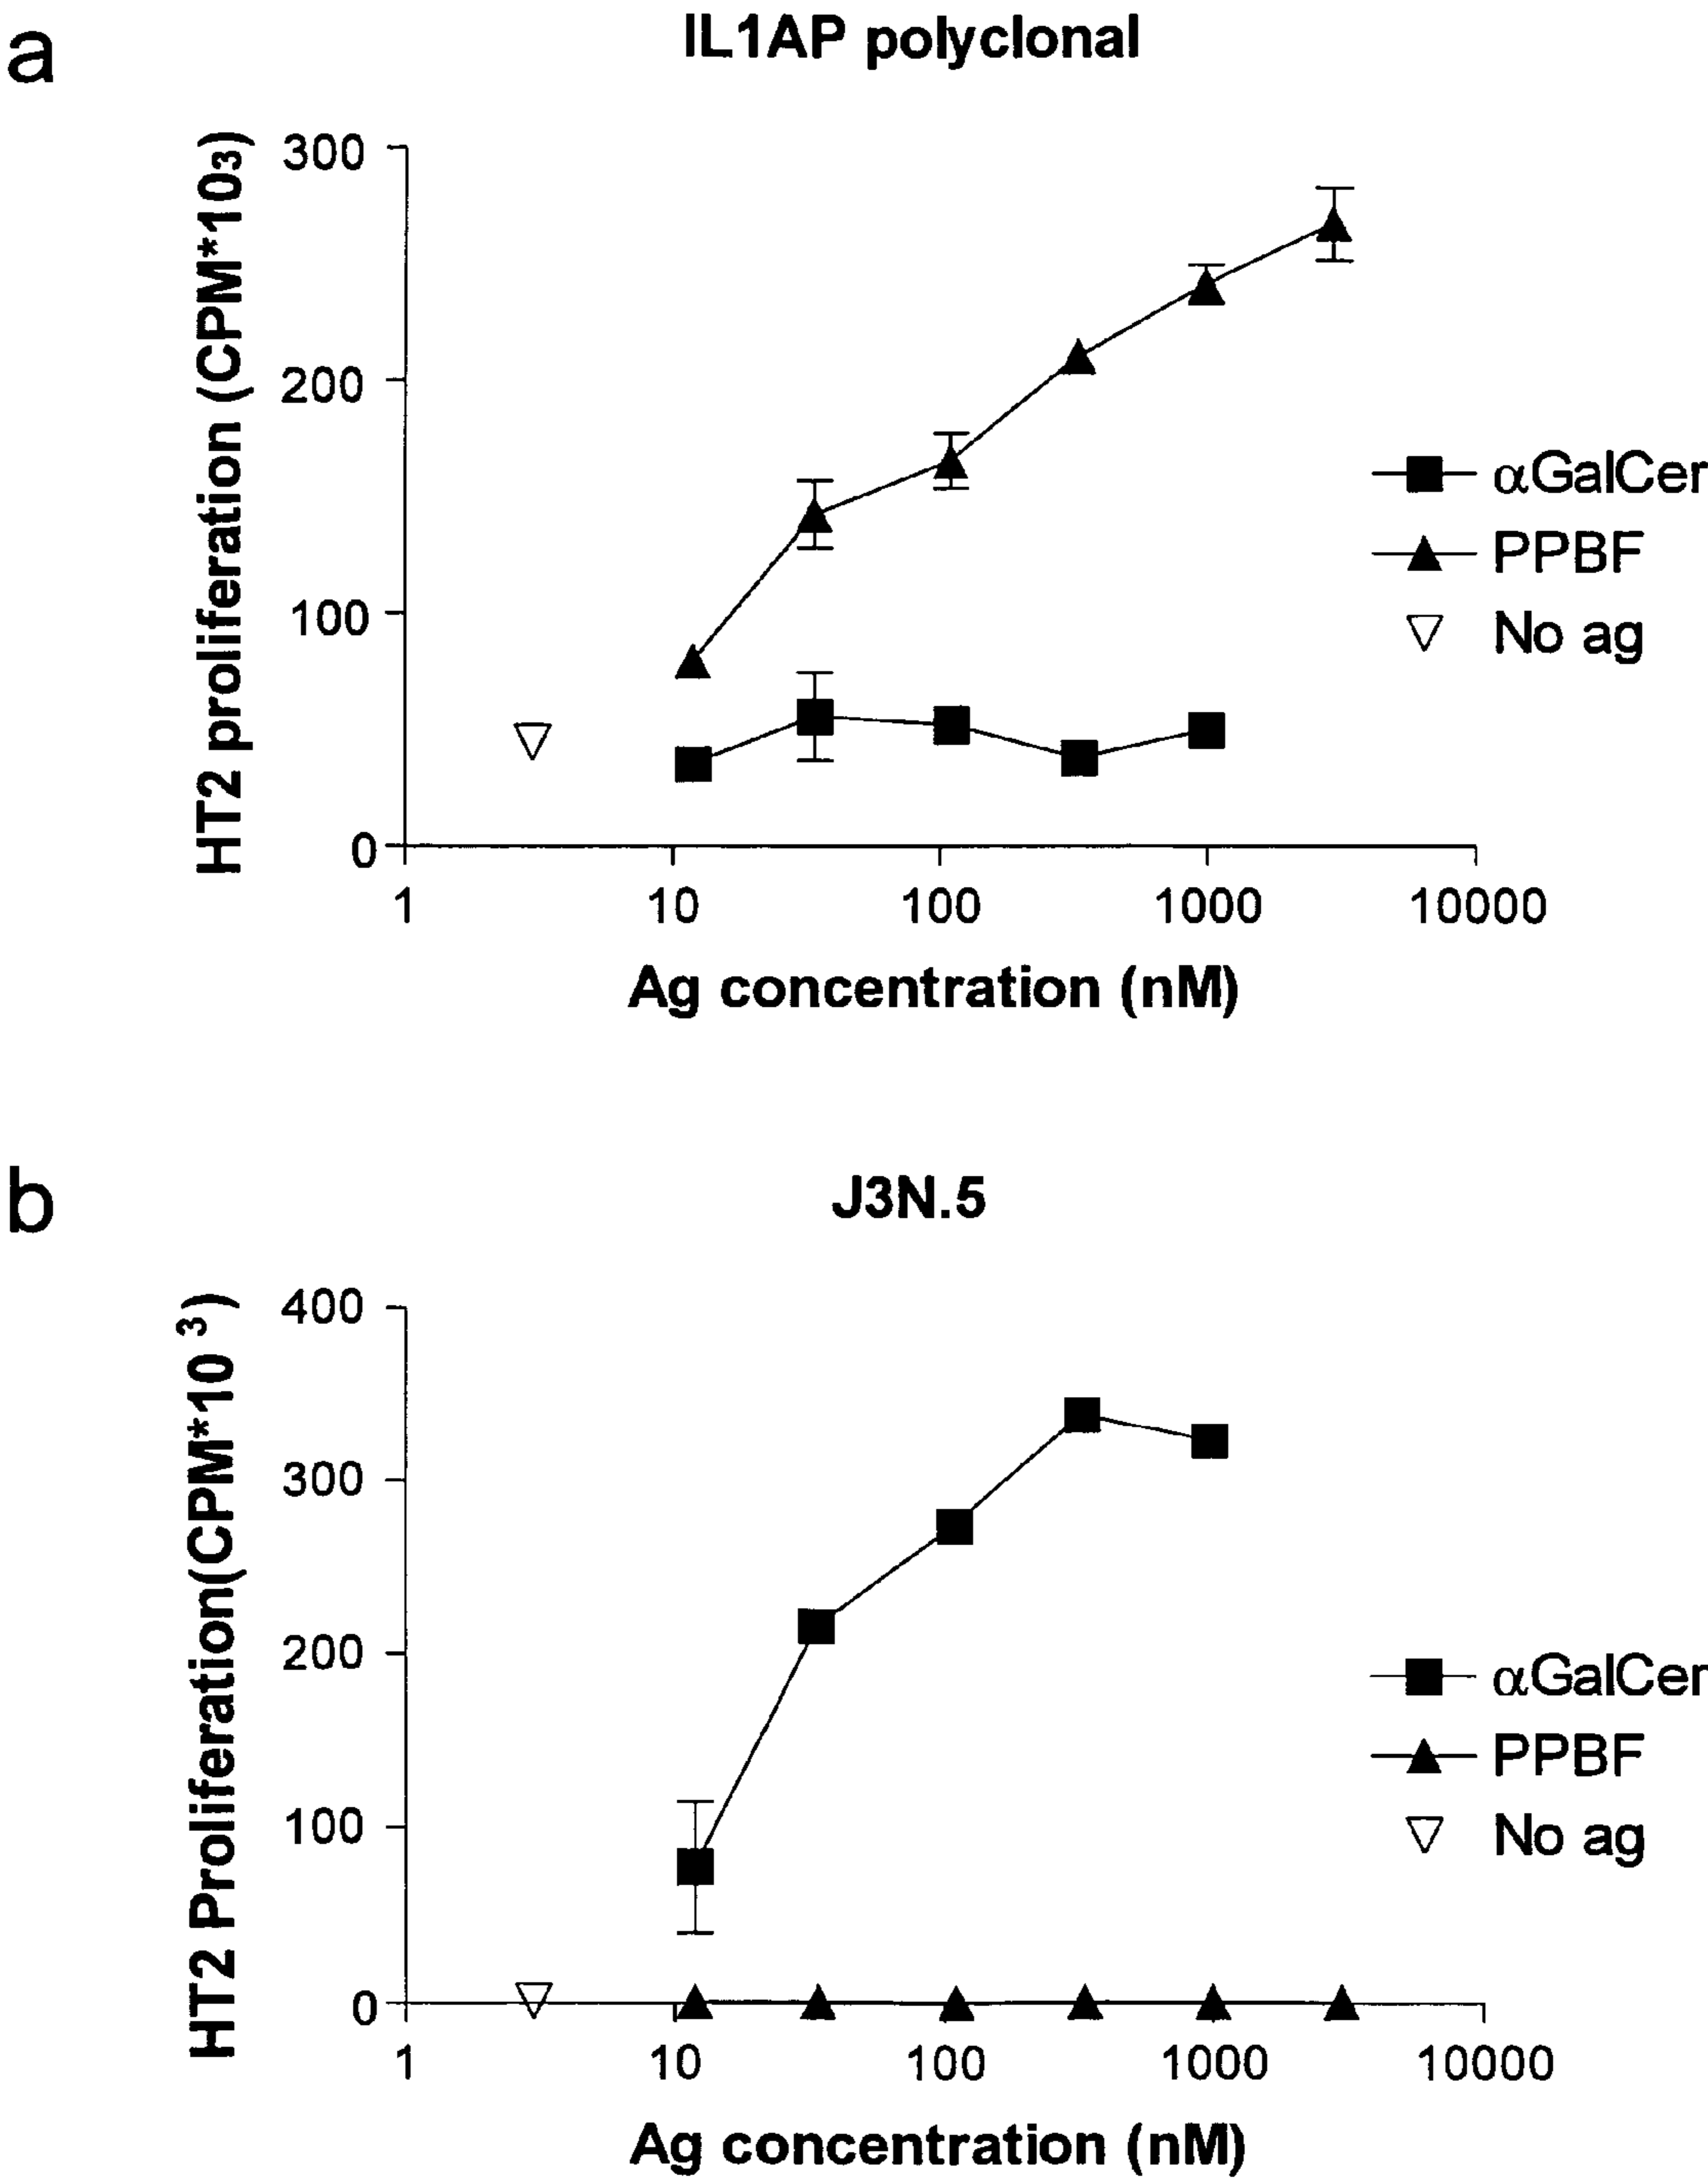 a
IL1AP polyclonal
HT2 proliferation (CPM*10³)
300
200
100
0
1 10 100 1000 10000
Ag concentration (nM)
αGalCer
PPBF
No ag
b
J3N.5
HT2 Proliferation(CPM*10 ³)
400
300
200
100
0
1 10 100 1000 10000
Ag concentration (nM)
αGalCer
PPBF
No ag